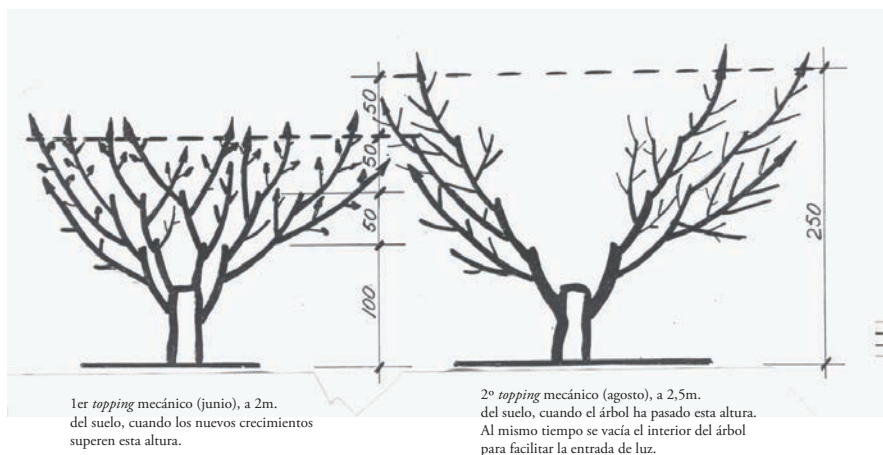 50
50
50
100
250
1er topping mecánico (junio), a 2m.
del suelo, cuando los nuevos crecimientos
superen esta altura.
2º topping mecánico (agosto), a 2,5m.
del suelo, cuando el árbol ha pasado esta altura.
Al mismo tiempo se vacía el interior del árbol
para facilitar la entrada de luz.